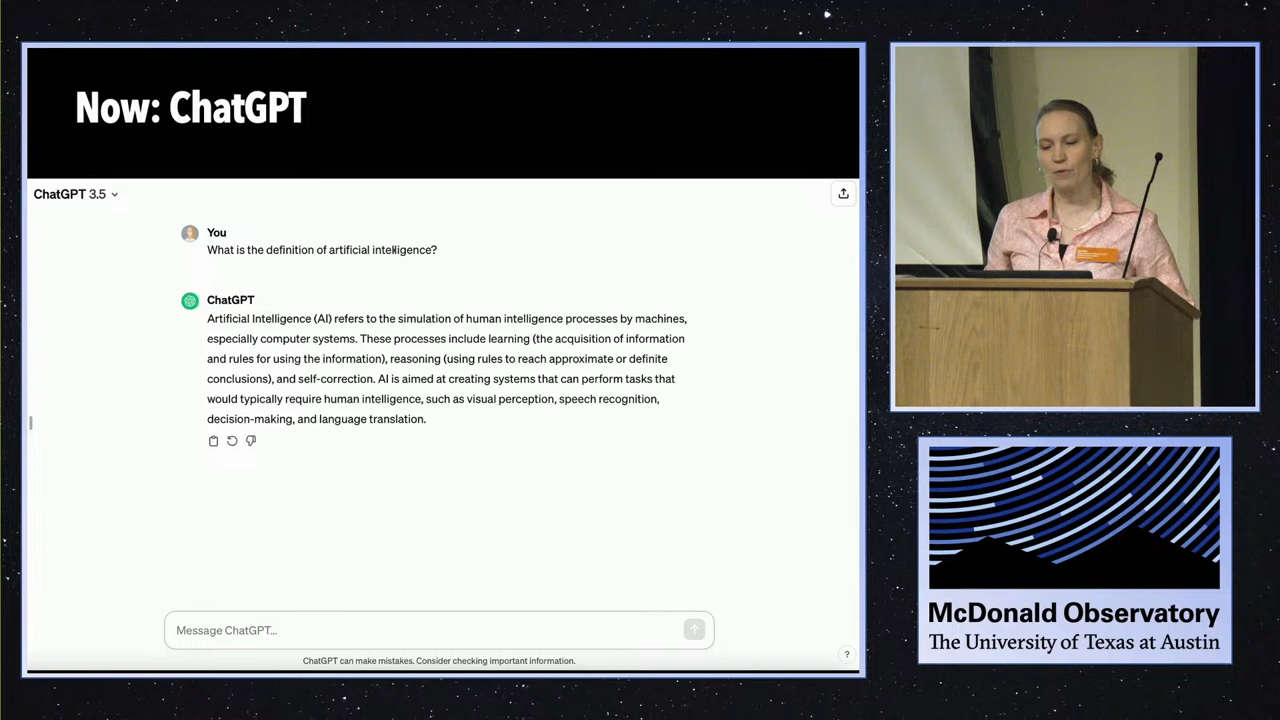 Now: ChatGPT
ChatGPT 3.5
You
What is the definition of artificial intelligence?
ChatGPT
Artificial Intelligence (AI) refers to the simulation of human intelligence processes by machines,
especially computer systems. These processes include learning (the acquisition of information
and rules for using the information), reasoning (using rules to reach approximate or definite
conclusions), and self-correction. AI is aimed at creating systems that can perform tasks that
would typically require human intelligence, such as visual perception, speech recognition,
decision-making, and language translation.
Message ChatGPT...
ChatGPT can make mistakes. Consider checking important information.
?
McDonald Observatory
The University of Texas at Austin